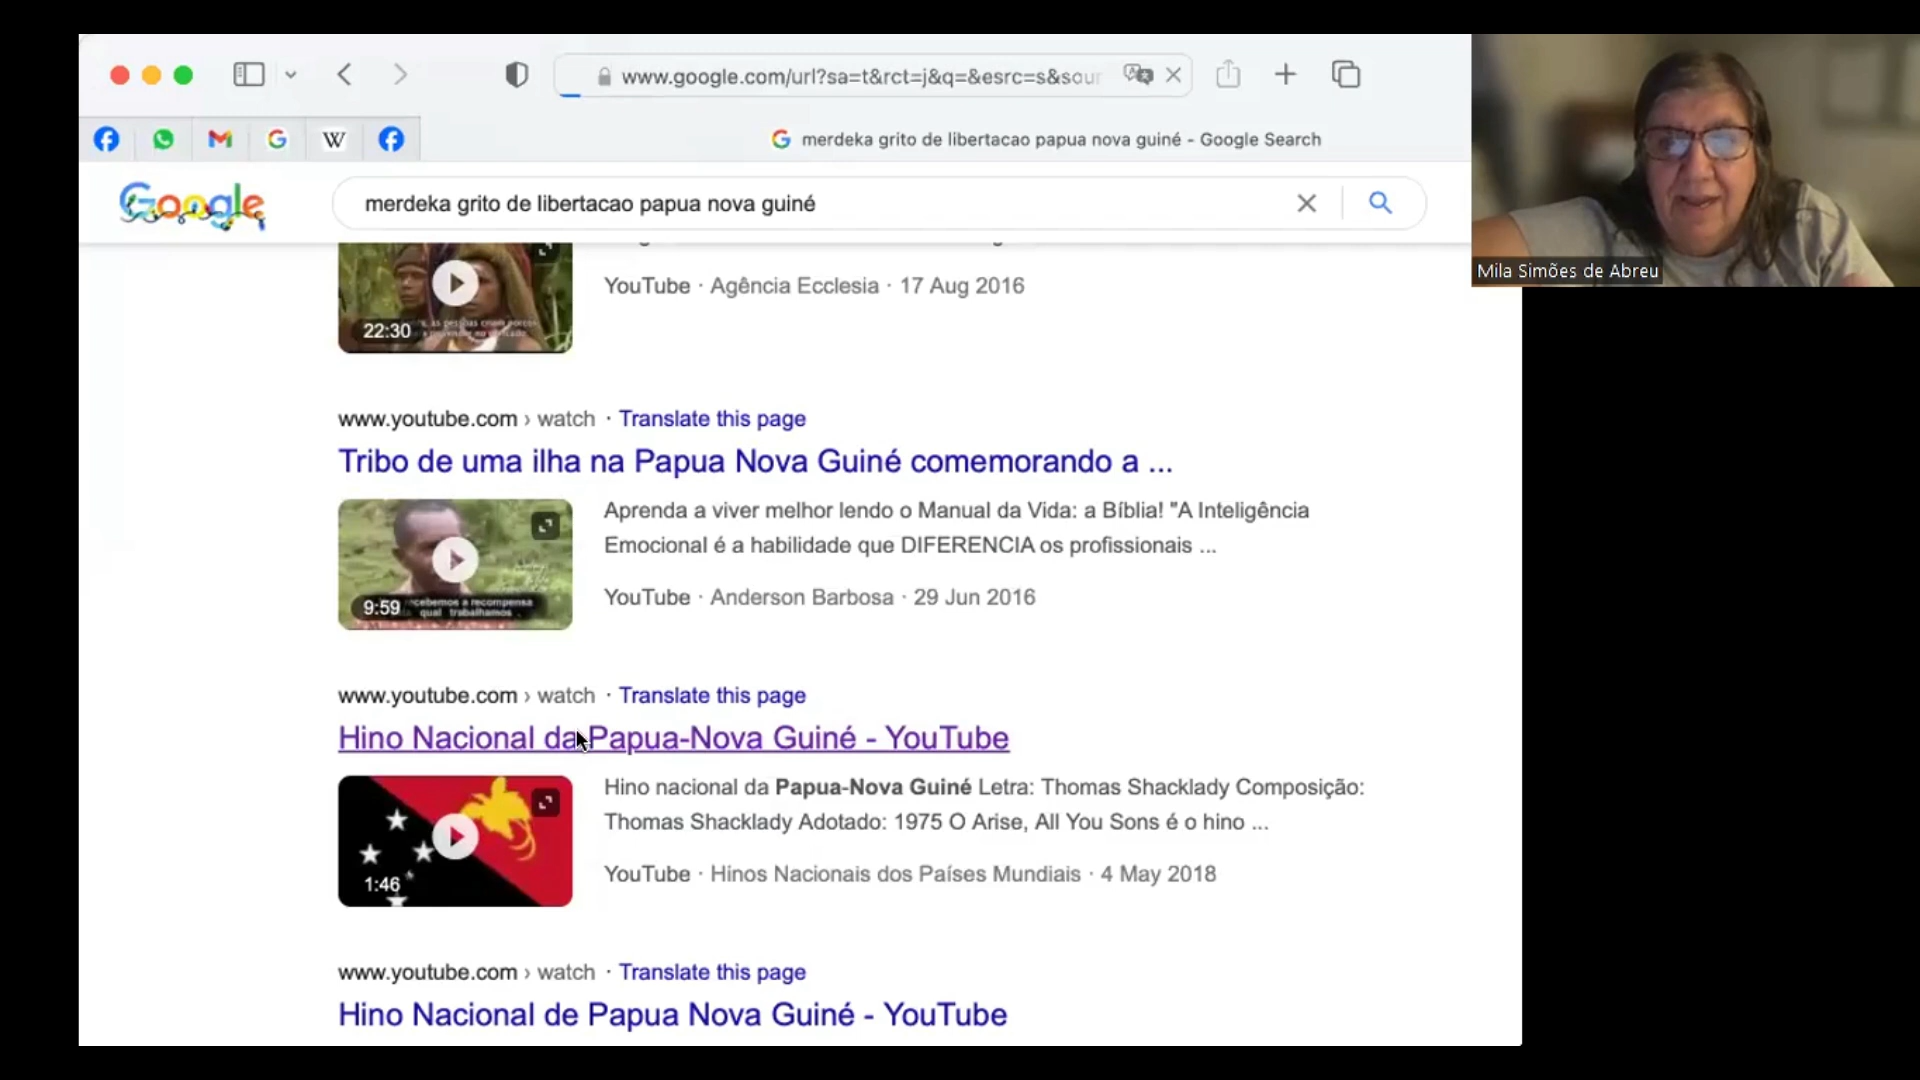 www.google.com/url?sa=t&rct=j&q=&esrc=s&sour
merdeka grito de libertacao papua nova guiné - Google Search
Google
merdeka grito de libertacao papua nova guiné
Mila Simões de Abreu
22:30
YouTube · Agência Ecclesia · 17 Aug 2016
www.youtube.com › watch · Translate this page
Tribo de uma ilha na Papua Nova Guiné comemorando a ...
Aprenda a viver melhor lendo o Manual da Vida: a Bíblia! "A Inteligência
Emocional é a habilidade que DIFERENCIA os profissionais ...
YouTube · Anderson Barbosa · 29 Jun 2016
9:59
recebemos a recompensa
qual trabalhamos
www.youtube.com › watch · Translate this page
Hino Nacional da Papua-Nova Guiné - YouTube
Hino nacional da Papua-Nova Guiné Letra: Thomas Shacklady Composição:
Thomas Shacklady Adotado: 1975 O Arise, All You Sons é o hino ...
YouTube · Hinos Nacionais dos Países Mundiais · 4 May 2018
1:46
www.youtube.com › watch · Translate this page
Hino Nacional de Papua Nova Guiné - YouTube